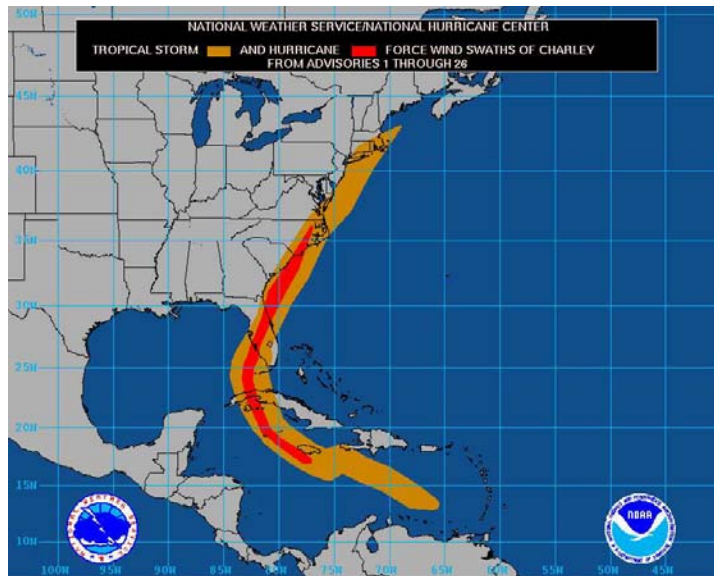 NATIONAL WEATHER SERVICE/NATIONAL HURRICANE CENTER
TROPICAL STORM AND HURRICANE FORCE WIND SWATHS OF CHARLEY
FROM ADVISORIES 1 THROUGH 26
50N
45N
40N
35N
30N
25N
20N
15N
10N
100W 95W 90W 85W 80W 75W 70W 65W 60W 55W 50W 45W
NOAA